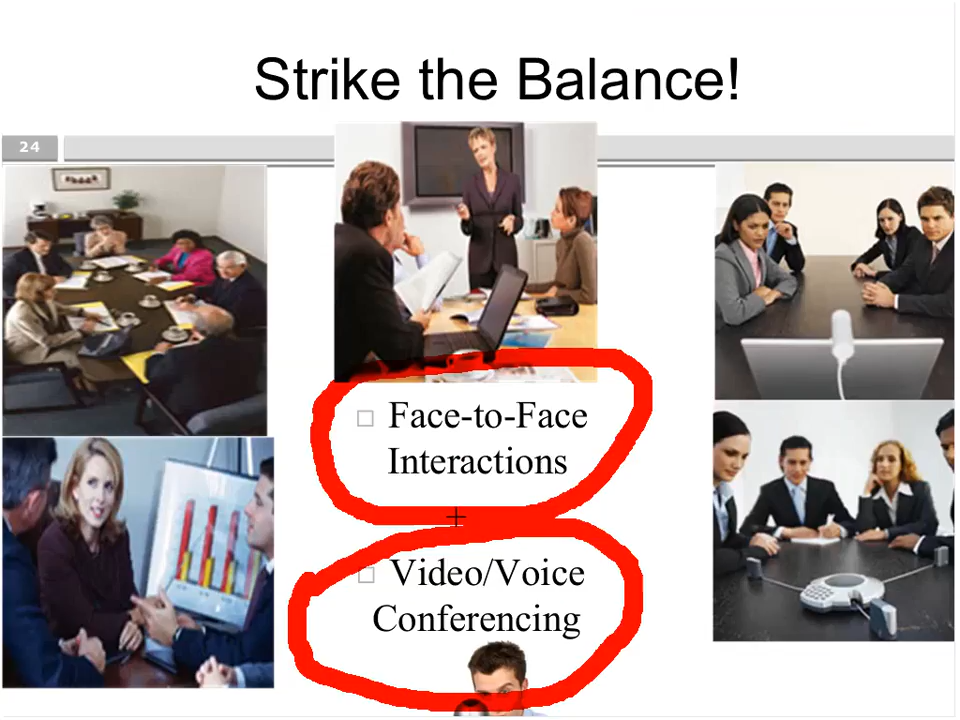 Strike the Balance!
24
Face-to-Face
Interactions
+
Video/Voice
Conferencing